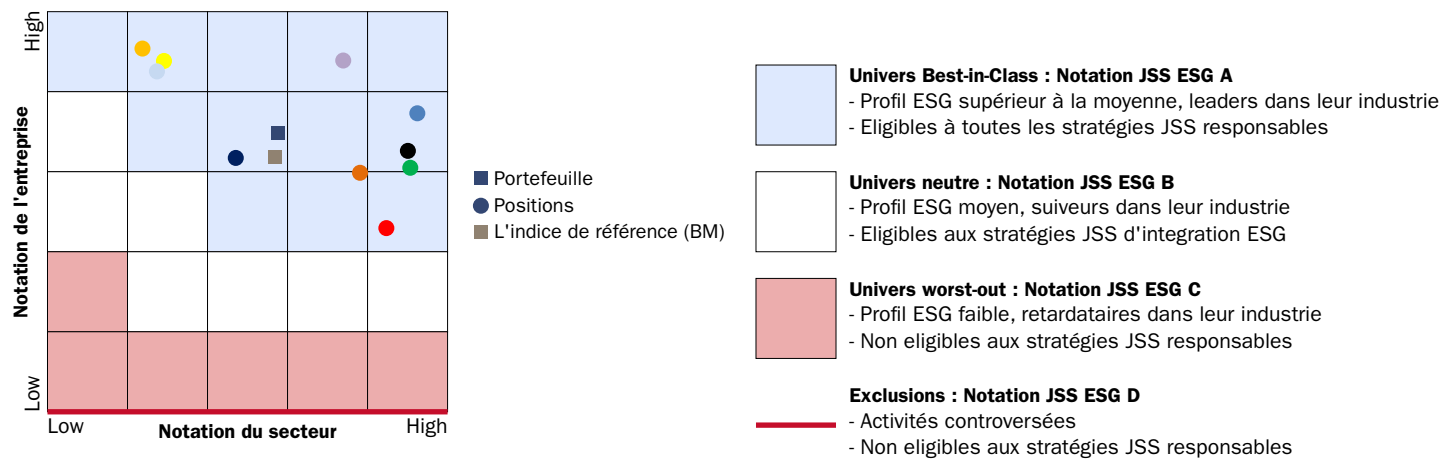 High
Notation de l'entreprise
Low
Low
Notation du secteur
High
Portefeuille
Positions
L'indice de référence (BM)
Univers Best-in-Class : Notation JSS ESG A
- Profil ESG supérieur à la moyenne, leaders dans leur industrie
- Eligibles à toutes les stratégies JSS responsables
Univers neutre : Notation JSS ESG B
- Profil ESG moyen, suiveurs dans leur industrie
- Eligibles aux stratégies JSS d'integration ESG
Univers worst-out : Notation JSS ESG C
- Profil ESG faible, retardataires dans leur industrie
- Non eligibles aux stratégies JSS responsables
Exclusions : Notation JSS ESG D
- Activités controversées
- Non eligibles aux stratégies JSS responsables